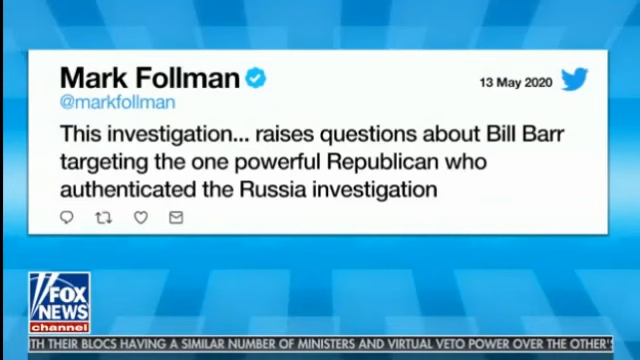 Mark Follman
@markfollman
13 May 2020
This investigation... raises questions about Bill Barr
targeting the one powerful Republican who
authenticated the Russia investigation
FOX
NEWS
channel
TH THEIR BLOCS HAVING A SIMILAR NUMBER OF MINISTERS AND VIRTUAL VETO POWER OVER THE OTHER'S